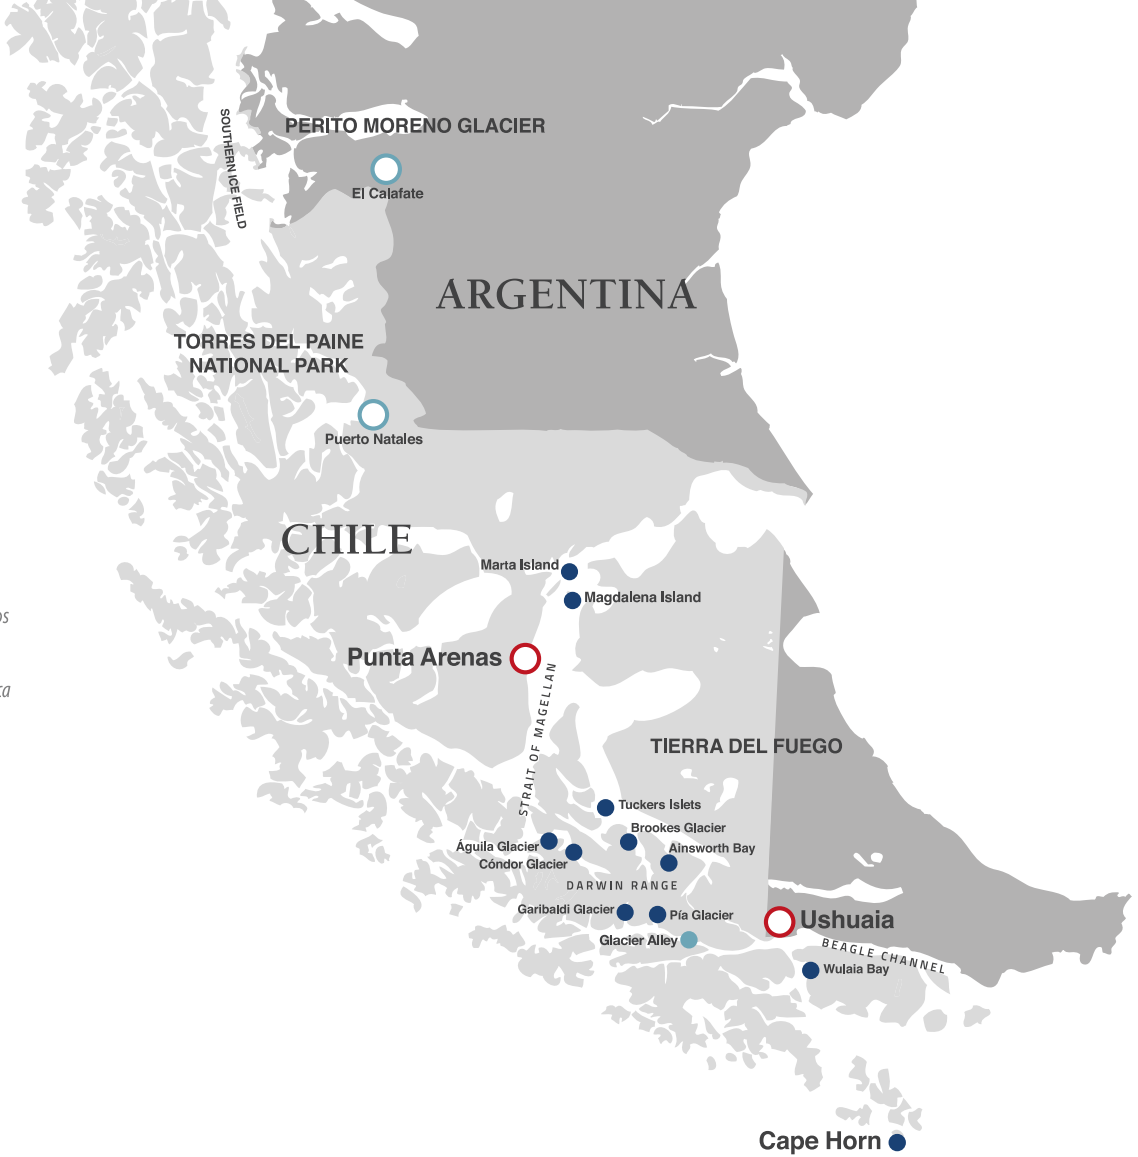 PERITO MORENO GLACIER
SOUTHERN ICE FIELD
El Calafate
ARGENTINA
TORRES DEL PAINE
NATIONAL PARK
Puerto Natales
CHILE
Marta Island
Magdalena Island
Punta Arenas
STRAIT OF MAGELLAN
TIERRA DEL FUEGO
Tuckers Islets
Brookes Glacier
Águila Glacier
Ainsworth Bay
Cóndor Glacier
DARWIN RANGE
Garibaldi Glacier
Pía Glacier
Ushuaia
Glacier Alley
BEAGLE CHANNEL
Wulaia Bay
Cape Horn